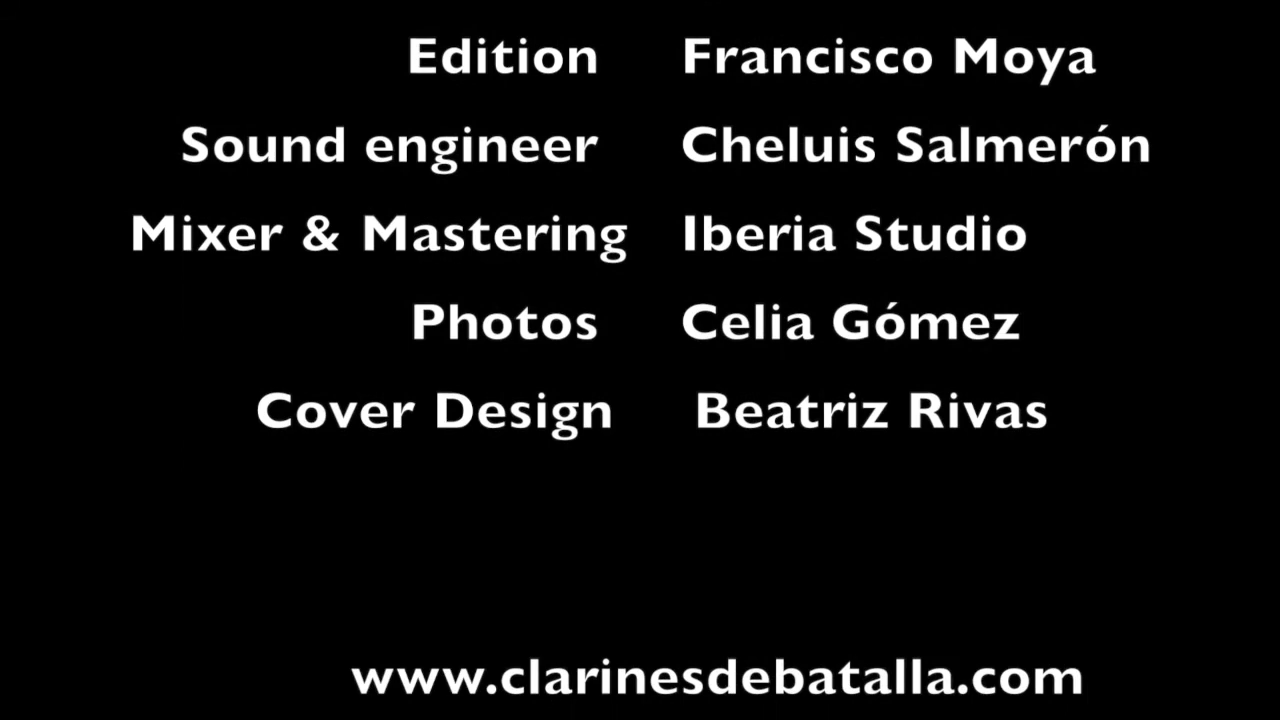 Edition Francisco Moya
Sound engineer Cheluis Salmerón
Mixer & Mastering Iberia Studio
Photos Celia Gómez
Cover Design Beatriz Rivas
www.clarinesdebatalla.com